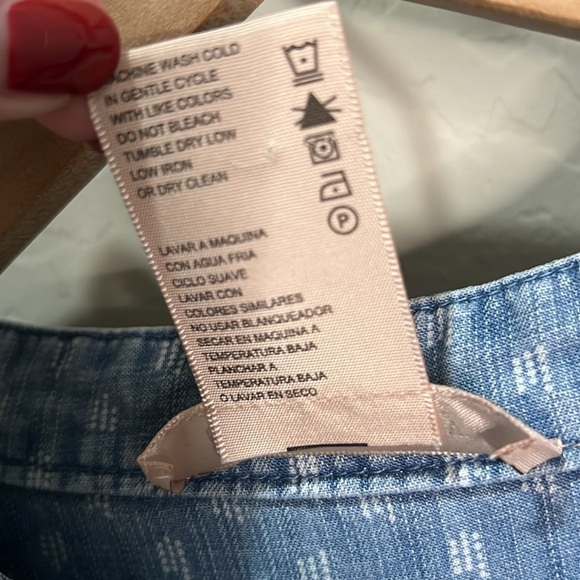 MACHINE WASH COLD
IN GENTLE CYCLE
WITH LIKE COLORS
DO NOT BLEACH
TUMBLE DRY LOW
LOW IRON
OR DRY CLEAN
P
LAVAR A MAQUINA
CON AGUA FRIA
CICLO SUAVE
LAVAR CON
COLORES SIMILARES
NO USAR BLANQUEADOR
SECAR EN MAQUINA A
TEMPERATURA BAJA
PLANCHAR A
TEMPERATURA BAJA
O LAVAR EN SECO